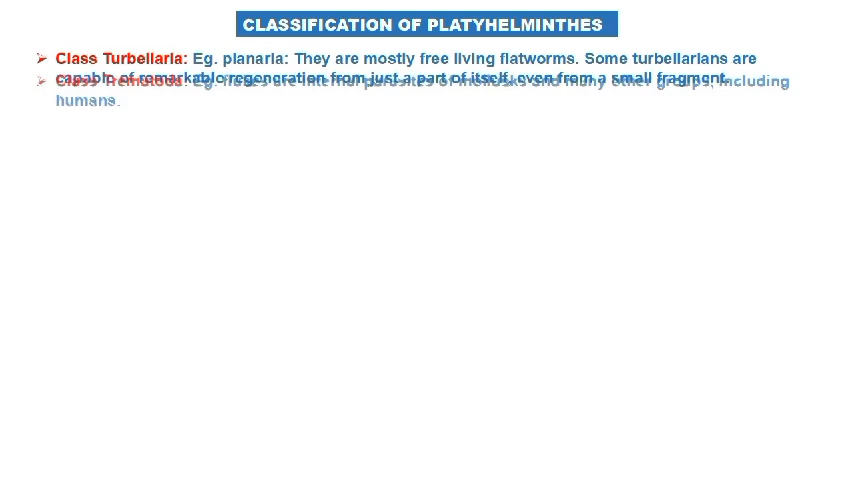 CLASSIFICATION OF PLATYHELMINTHES
➢ Class Turbellaria: Eg. planaria: They are mostly free living flatworms. Some turbellarians are
capable of remarkable regeneration from just a part of itself, even from a small fragment.
➢ Class Trematoda: Eg. flukes are internal parasites of mollusks and many other groups, including
humans.